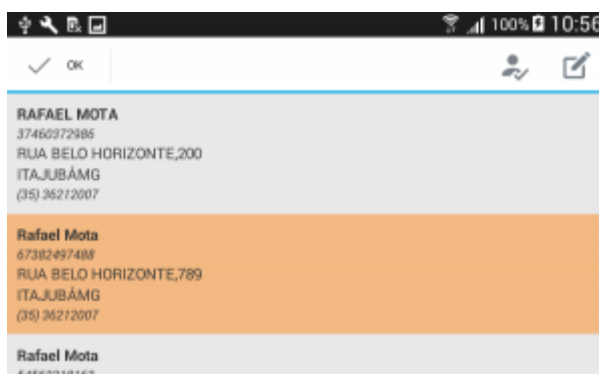 100% 10:56
OK
RAFAEL MOTA
37460372986
RUA BELO HORIZONTE,200
ITAJUBÁMG
(35) 36212007
Rafael Mota
67382497488
RUA BELO HORIZONTE,789
ITAJUBÁMG
(35) 36212007
Rafael Mota